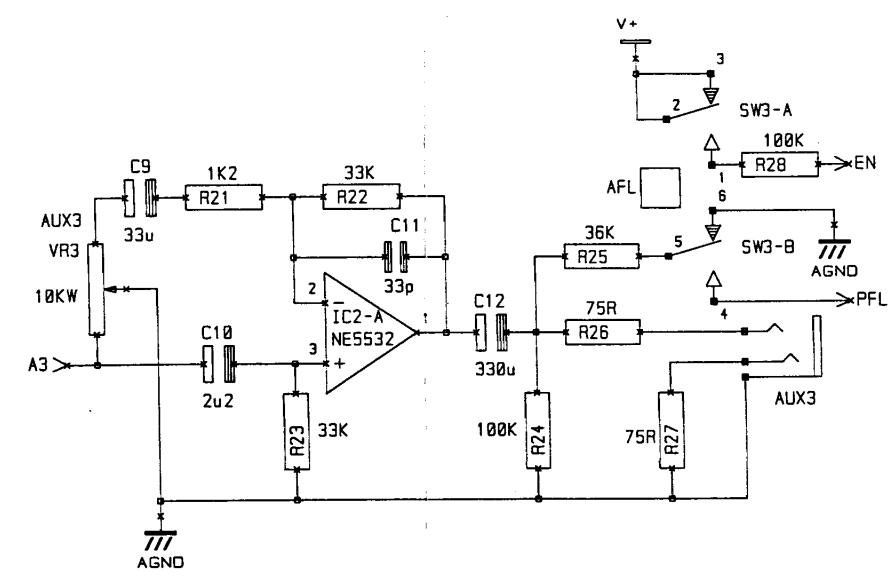 V+
3
2
SW3-A
100K
R28
EN
1
AFL
6
C9
1K2
R21
33K
R22
AUX3
33u
C11
VR3
36K
R25
5
SW3-B
AGND
33p
10KW
2
IC2-A
C12
75R
PFL
4
C10
NE5532
1
R26
3
A3
330u
AUX3
2u2
R23
33K
100K
R24
75R
R27
AGND